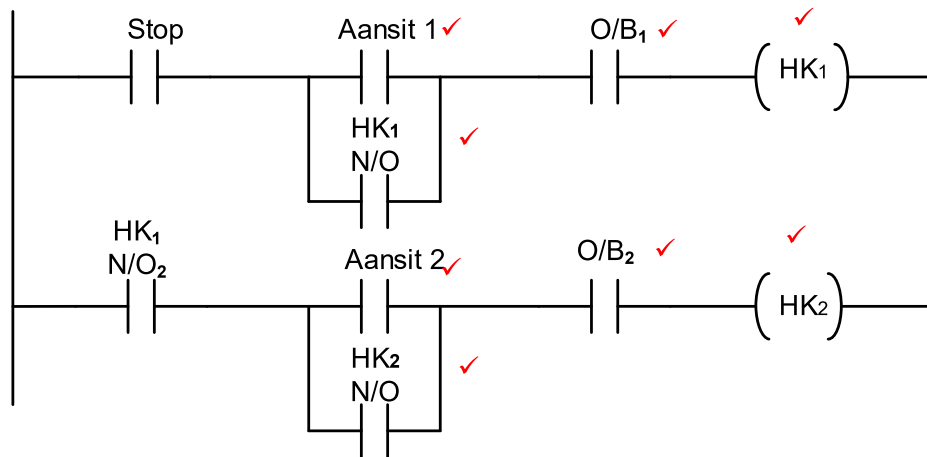 Stop
Aansit 1
O/B₁
HK₁
HK₁
N/O
HK₁
N/O₂
Aansit 2
O/B₂
HK₂
HK₂
N/O